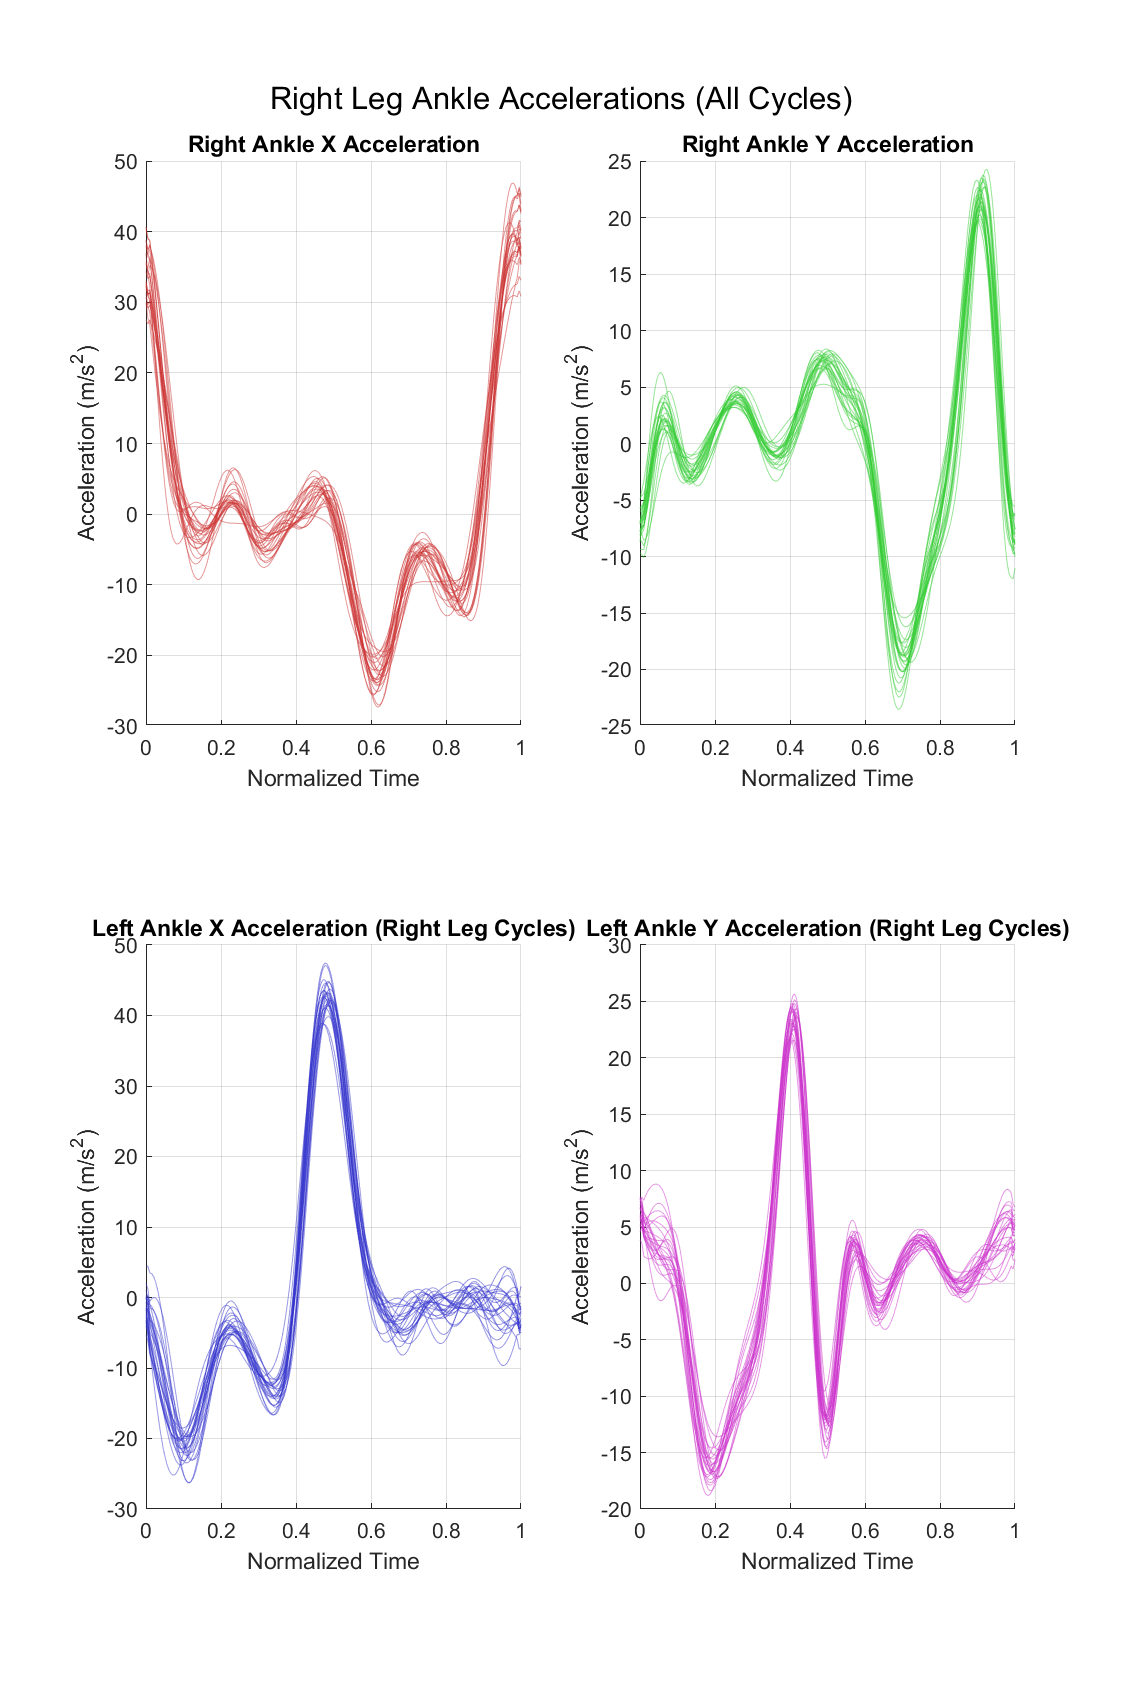 Right Leg Ankle Accelerations (All Cycles)
Right Ankle X Acceleration
50
40
30
20
10
0
-10
-20
-30
Acceleration (m/s²)
0 0.2 0.4 0.6 0.8 1
Normalized Time
Right Ankle Y Acceleration
25
20
15
10
5
0
-5
-10
-15
-20
-25
Acceleration (m/s²)
0 0.2 0.4 0.6 0.8 1
Normalized Time
Left Ankle X Acceleration (Right Leg Cycles)
50
40
30
20
10
0
-10
-20
-30
Acceleration (m/s²)
0 0.2 0.4 0.6 0.8 1
Normalized Time
Left Ankle Y Acceleration (Right Leg Cycles)
30
25
20
15
10
5
0
-5
-10
-15
-20
Acceleration (m/s²)
0 0.2 0.4 0.6 0.8 1
Normalized Time